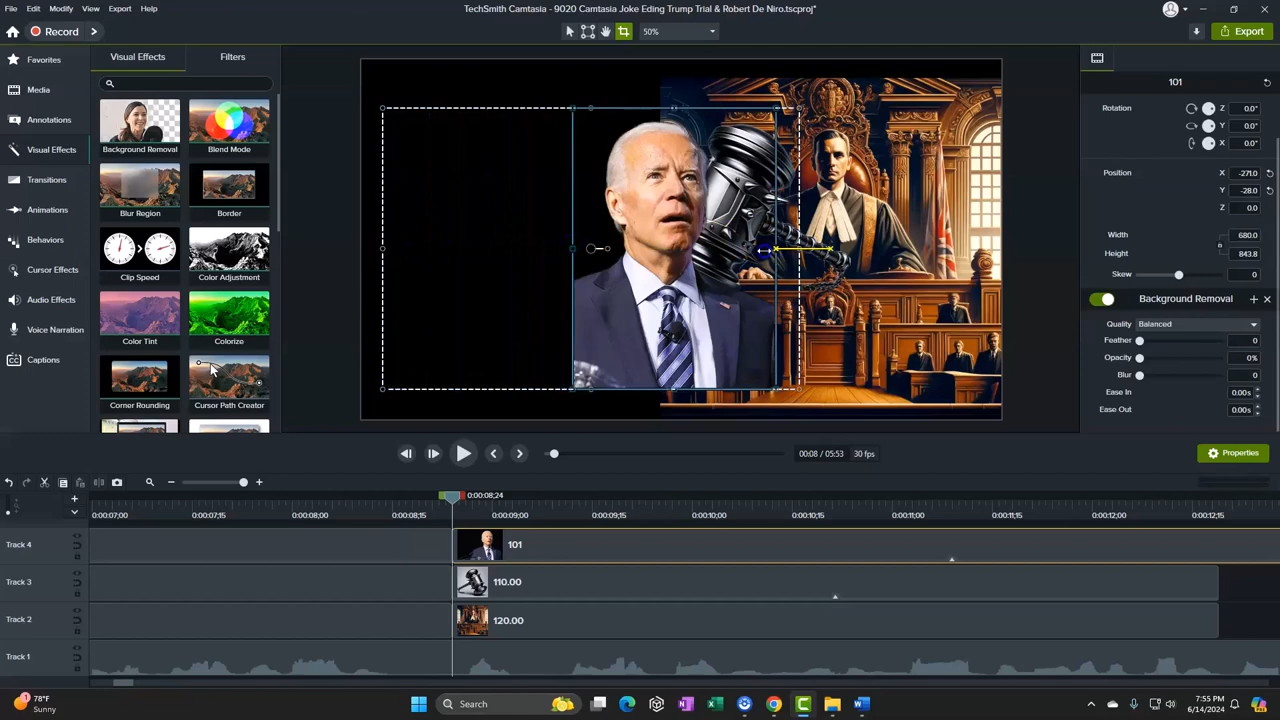 File Edit Modify View Export Help
TechSmith Camtasia - 9020 Camtasia Joke Eding Trump Trial & Robert De Niro.tscproj*
Record
50%
Export
Favorites
Media
Annotations
Visual Effects
Transitions
Animations
Behaviors
Cursor Effects
Audio Effects
Voice Narration
Captions
Visual Effects Filters
Background Removal Blend Mode
Blur Region Border
Clip Speed Color Adjustment
Color Tint Colorize
Corner Rounding Cursor Path Creator
101
Rotation Z 0.0°
Y 0.0°
X 0.0°
Position X -271.0
Y -28.0
Z 0.0
Width 680.0
Height 843.8
Skew 0
Background Removal
Quality Balanced
Feather 0
Opacity 0%
Blur 0
Ease In 0.00s
Ease Out 0.00s
00:08 / 05:53 30 fps
Properties
0:00:08;24
0:00:07;00 0:00:07;15 0:00:08;00 0:00:08;15 0:00:09;00 0:00:09;15 0:00:10;00 0:00:10;15 0:00:11;00 0:00:11;15 0:00:12;00 0:00:12;15
Track 4 101
Track 3 110.00
Track 2 120.00
Track 1
78°F
Sunny
1
Search
7:55 PM
6/14/2024